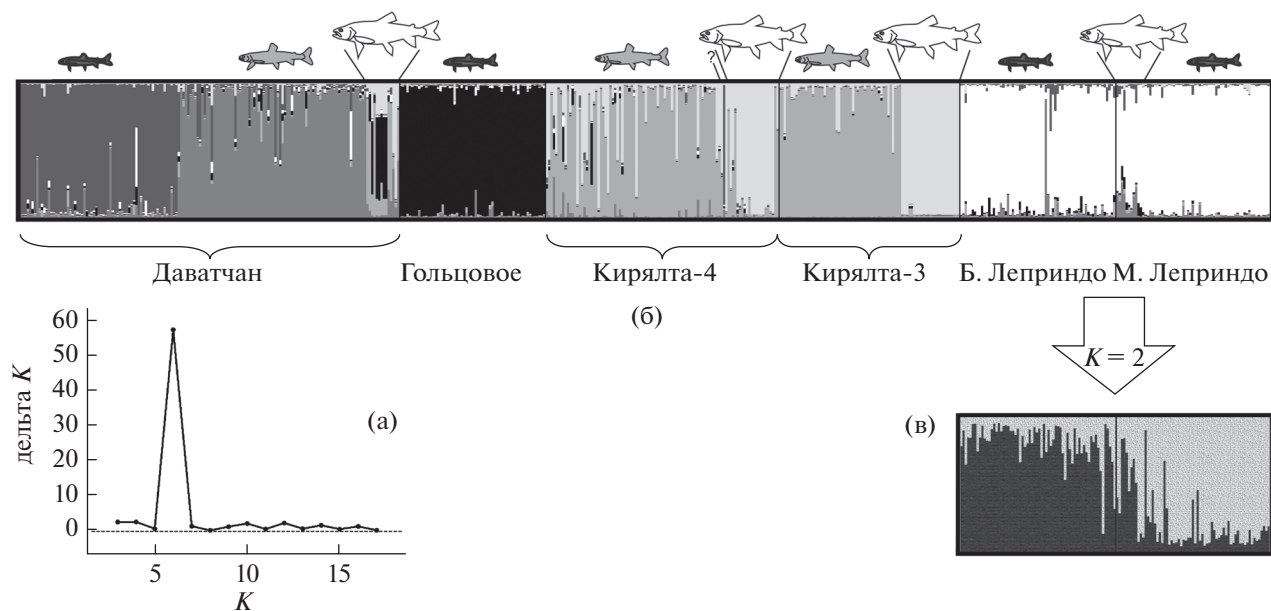 ?
Даватчан
Гольцовое
Кирялта-4
Кирялта-3
Б. Леприндо М. Леприндо
(б)
K = 2
(в)
(а)
дельта K
60
50
40
30
20
10
0
5
10
15
K